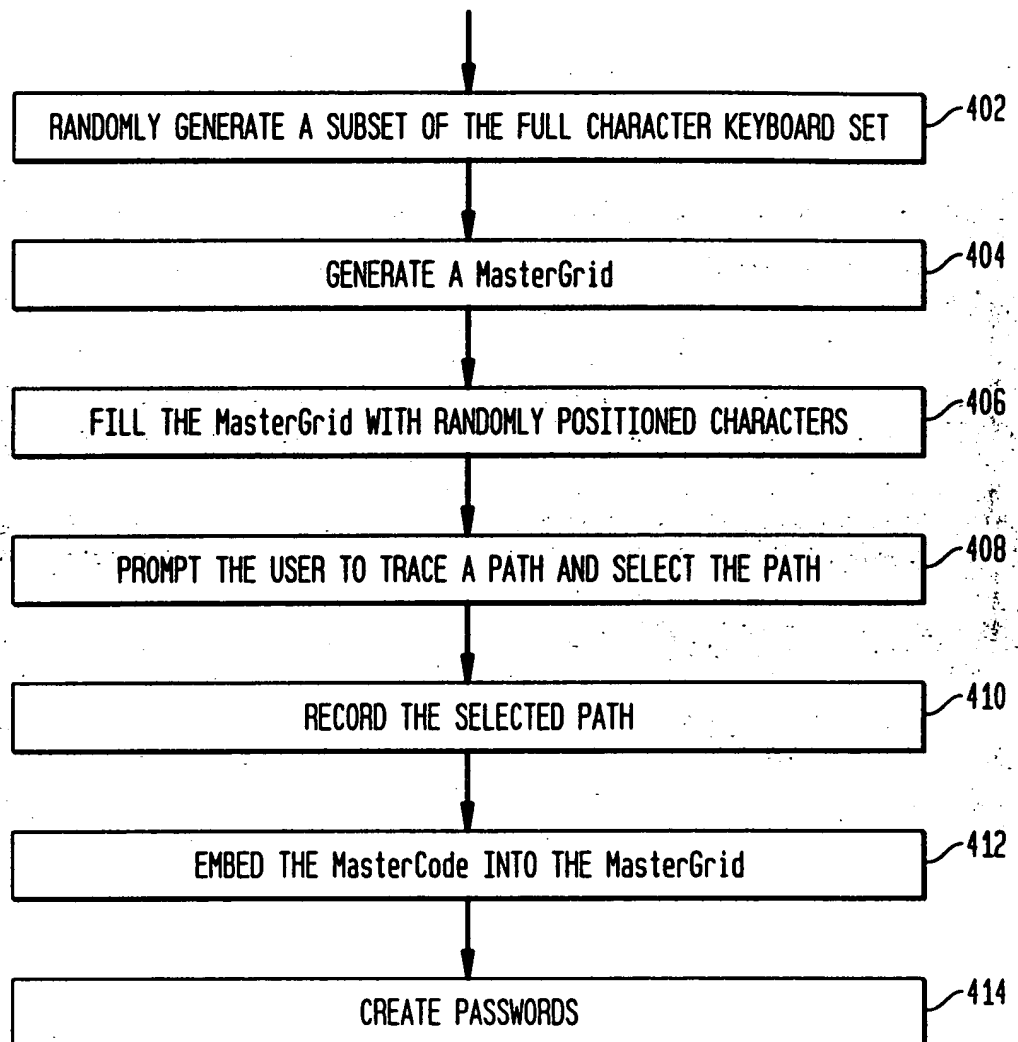 RANDOMLY GENERATE A SUBSET OF THE FULL CHARACTER KEYBOARD SET 402
GENERATE A MasterGrid 404
FILL THE MasterGrid WITH RANDOMLY POSITIONED CHARACTERS 406
PROMPT THE USER TO TRACE A PATH AND SELECT THE PATH 408
RECORD THE SELECTED PATH 410
EMBED THE MasterCode INTO THE MasterGrid 412
CREATE PASSWORDS 414